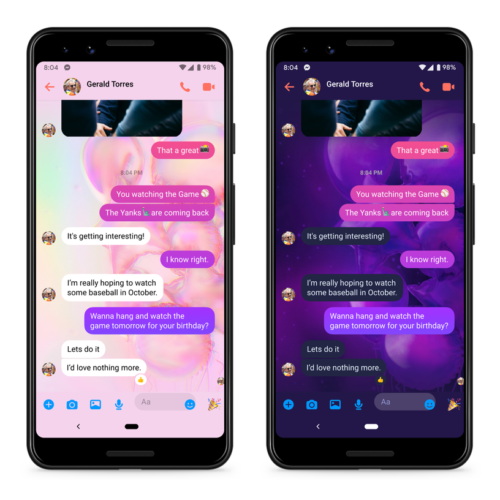 8:04
98%
Gerald Torres
That a great📸
8:04 PM
You watching the Game ⚾
The Yanks🗽 are coming back
It's getting interesting!
I know right.
I'm really hoping to watch
some baseball in October.
Wanna hang and watch the
game tomorrow for your birthday?
Lets do it
I'd love nothing more.
Aa
8:04
98%
Gerald Torres
That a great📸
8:04 PM
You watching the Game ⚾
The Yanks🗽 are coming back
It's getting interesting!
I know right.
I'm really hoping to watch
some baseball in October.
Wanna hang and watch the
game tomorrow for your birthday?
Lets do it
I'd love nothing more.
Aa